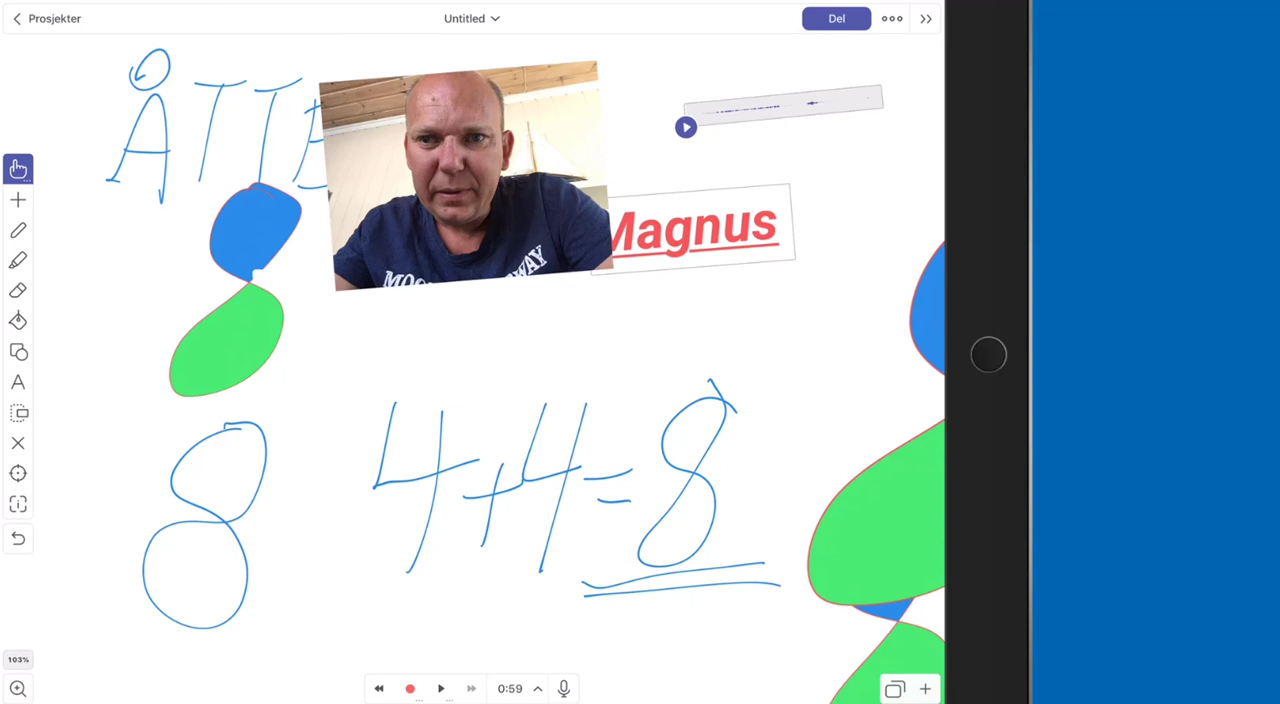 Prosjekter
Untitled
Del
ÅTTE
Magnus
8
4+4=8
103%
0:59